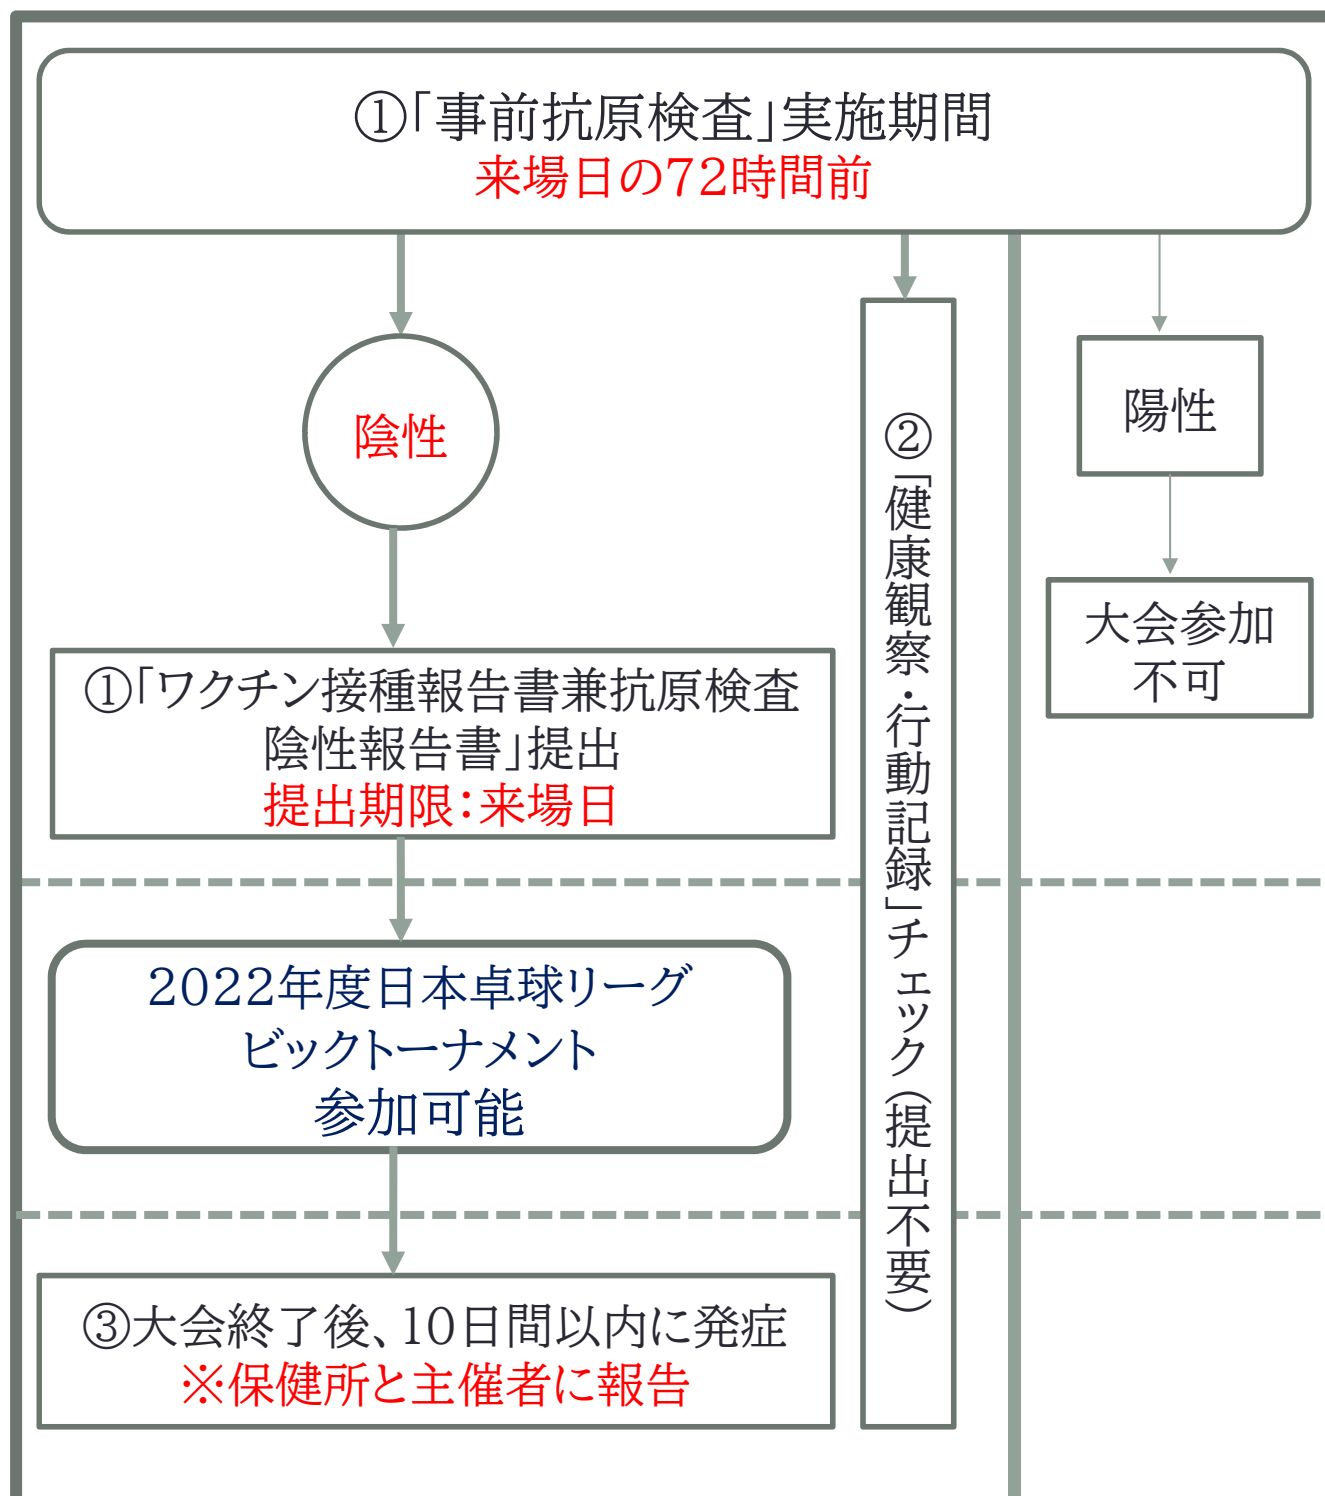 ①「事前抗原検査」実施期間
来場日の72時間前
陰性
①「ワクチン接種報告書兼抗原検査
陰性報告書」提出
提出期限：来場日
2022年度日本卓球リーグ
ビックトーナメント
参加可能
③大会終了後、10日間以内に発症
※保健所と主催者に報告
②「健康観察・行動記録」チェック（提出不要）
陽性
大会参加
不可